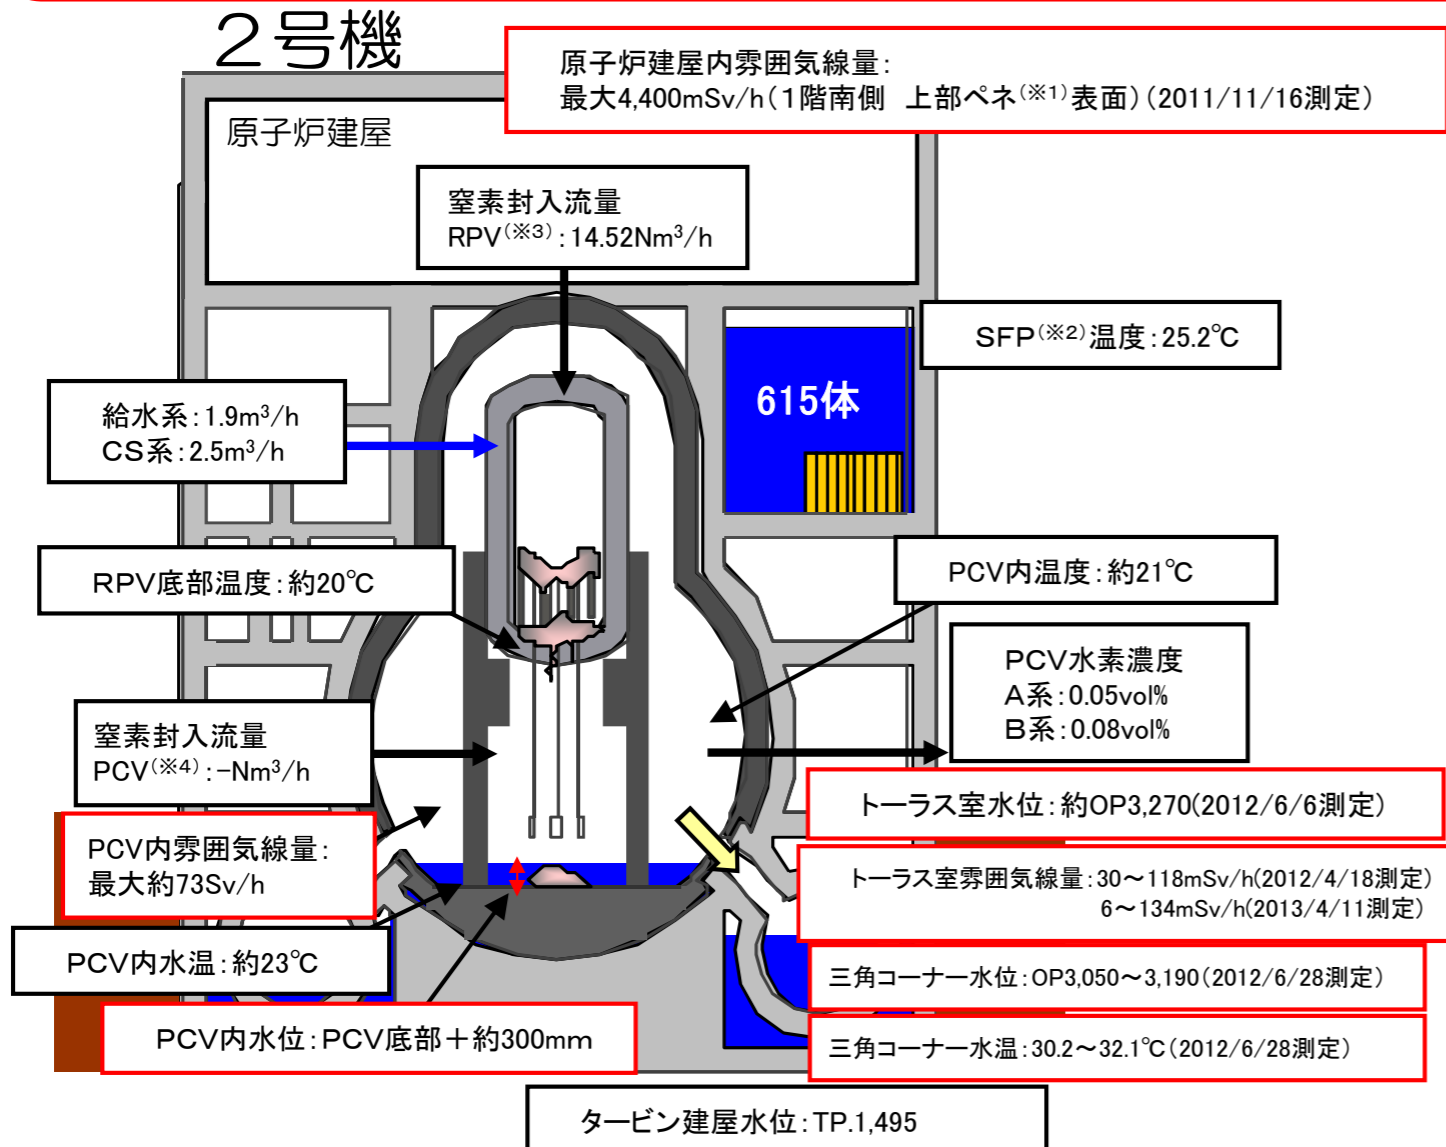 ２号機
原子炉建屋内雰囲気線量：
最大4,400mSv/h（１階南側　上部ペネ(※1)表面）（2011/11/16測定）
原子炉建屋
窒素封入流量
RPV(※3)：14.52Nm³/h
SFP(※2)温度：25.2℃
615体
給水系：1.9m³/h
CS系：2.5m³/h
RPV底部温度：約20℃
PCV内温度：約21℃
PCV水素濃度
A系：0.05vol%
B系：0.08vol%
窒素封入流量
PCV(※4)：-Nm³/h
トーラス室水位：約OP3,270(2012/6/6測定)
PCV内雰囲気線量：
最大約73Sv/h
トーラス室雰囲気線量：30～118mSv/h(2012/4/18測定)
6～134mSv/h(2013/4/11測定)
PCV内水温：約23℃
三角コーナー水位：OP3,050～3,190(2012/6/28測定)
PCV内水位：PCV底部＋約300mm
三角コーナー水温：30.2～32.1℃(2012/6/28測定)
タービン建屋水位：TP.1,495